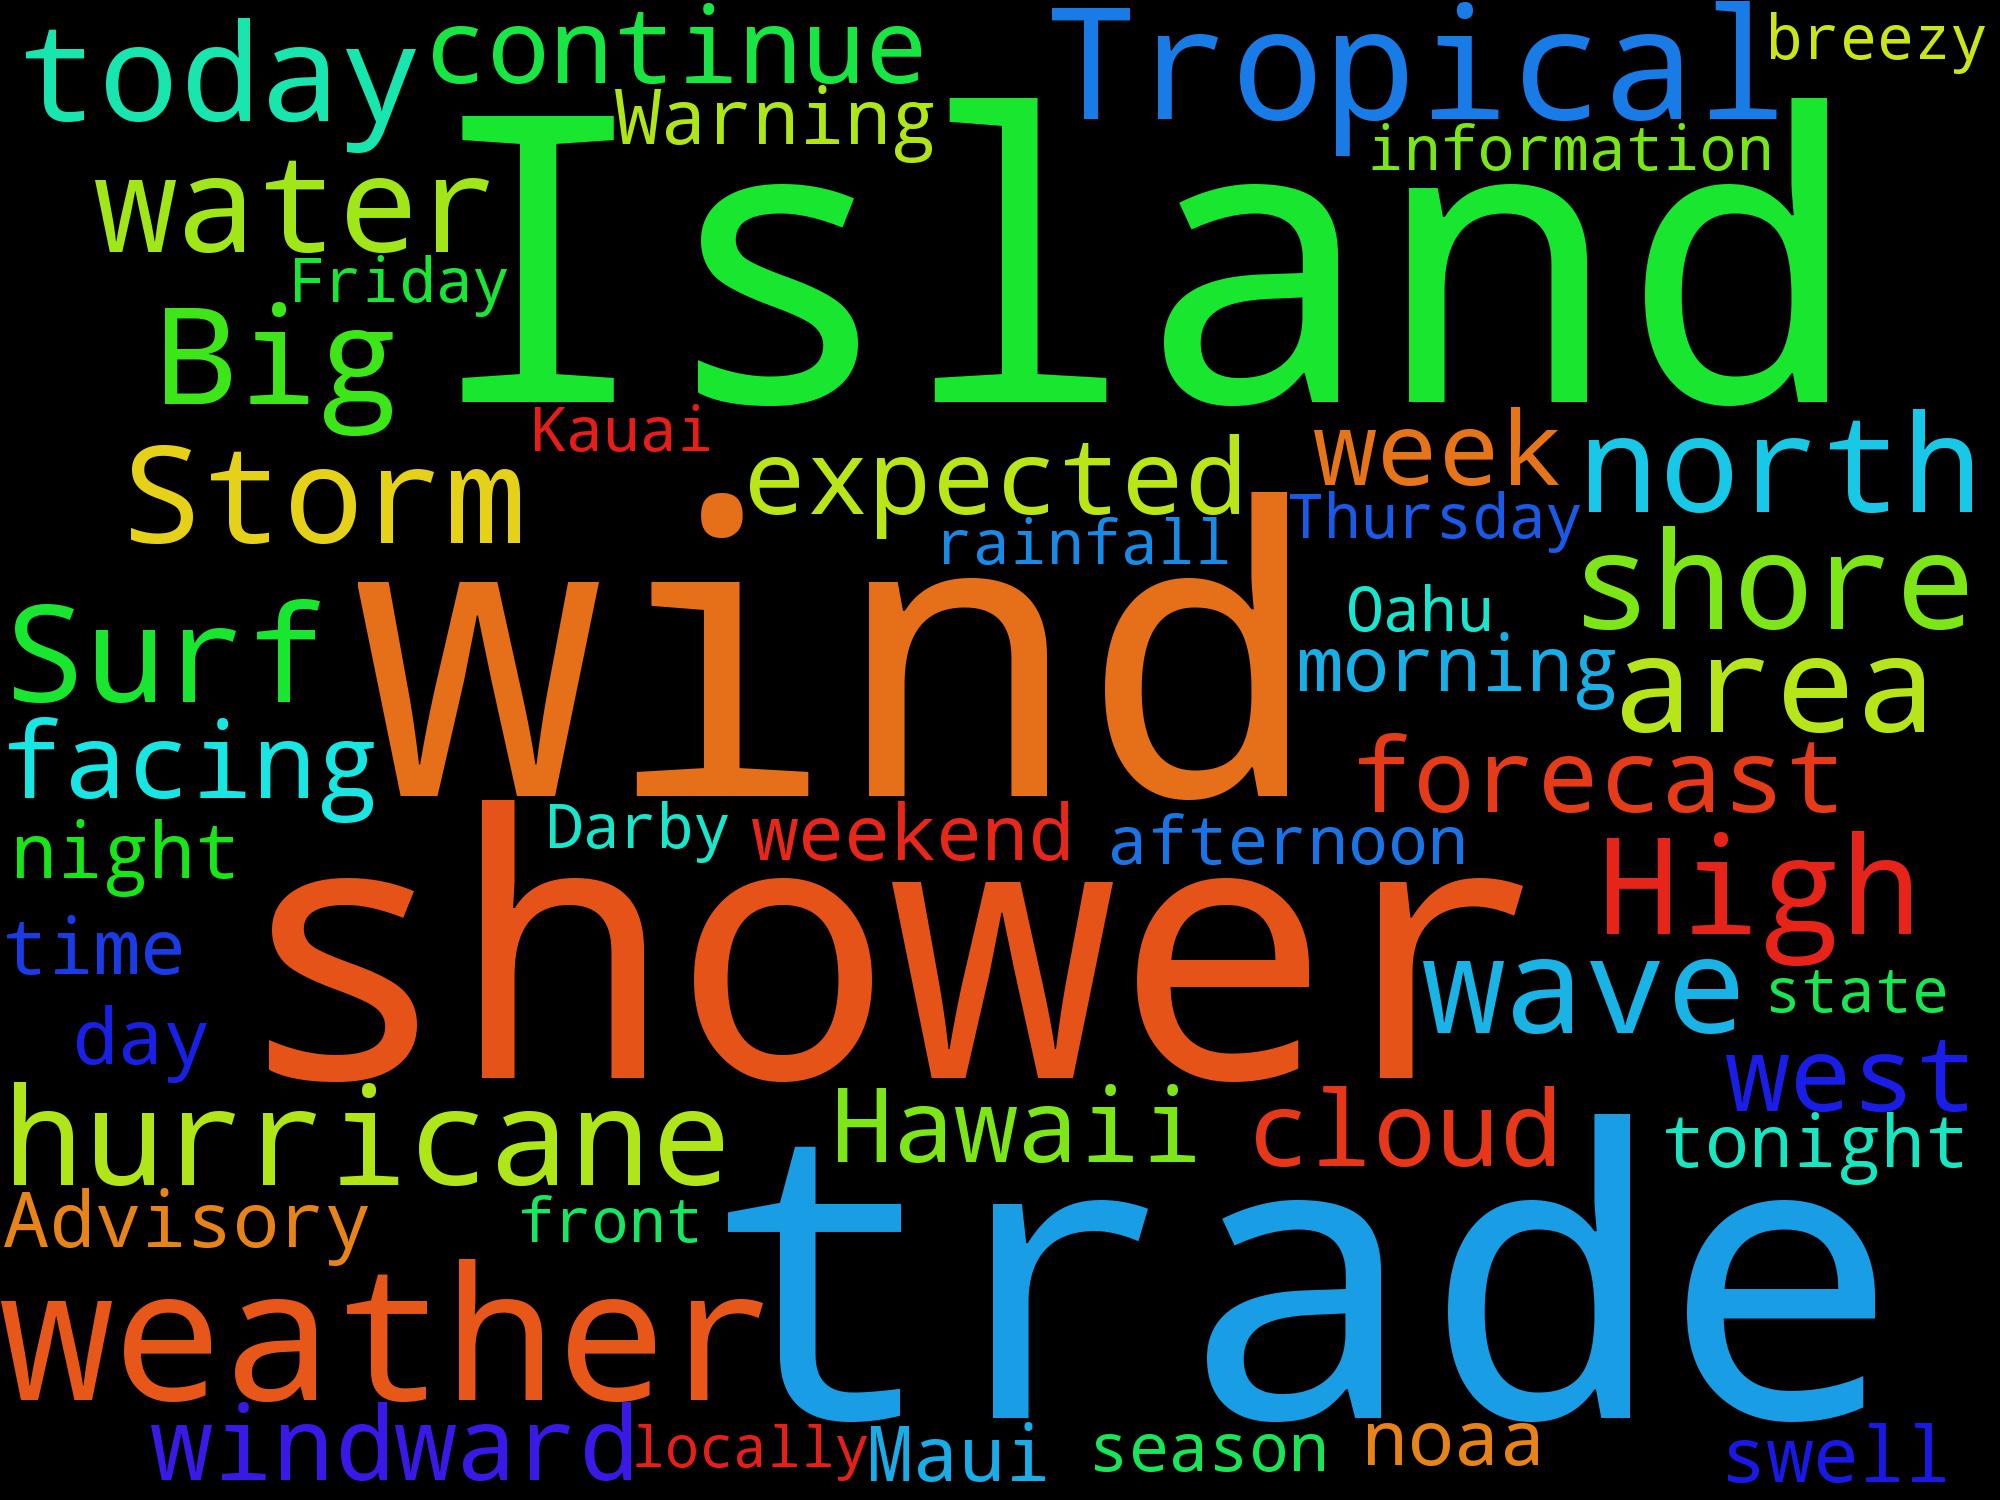 today continue Tropical breezy
Warning
information
water Island
Friday
Big
Kauai
week north
Storm expected
Thursday
rainfall
shore
Oahu
Surf wind
morning area
facing forecast
Darby weekend afternoon
night High
time shower wave state
day west
hurricane Hawaii cloud tonight
Advisory front
weather trade
windward locally Maui season noaa swell